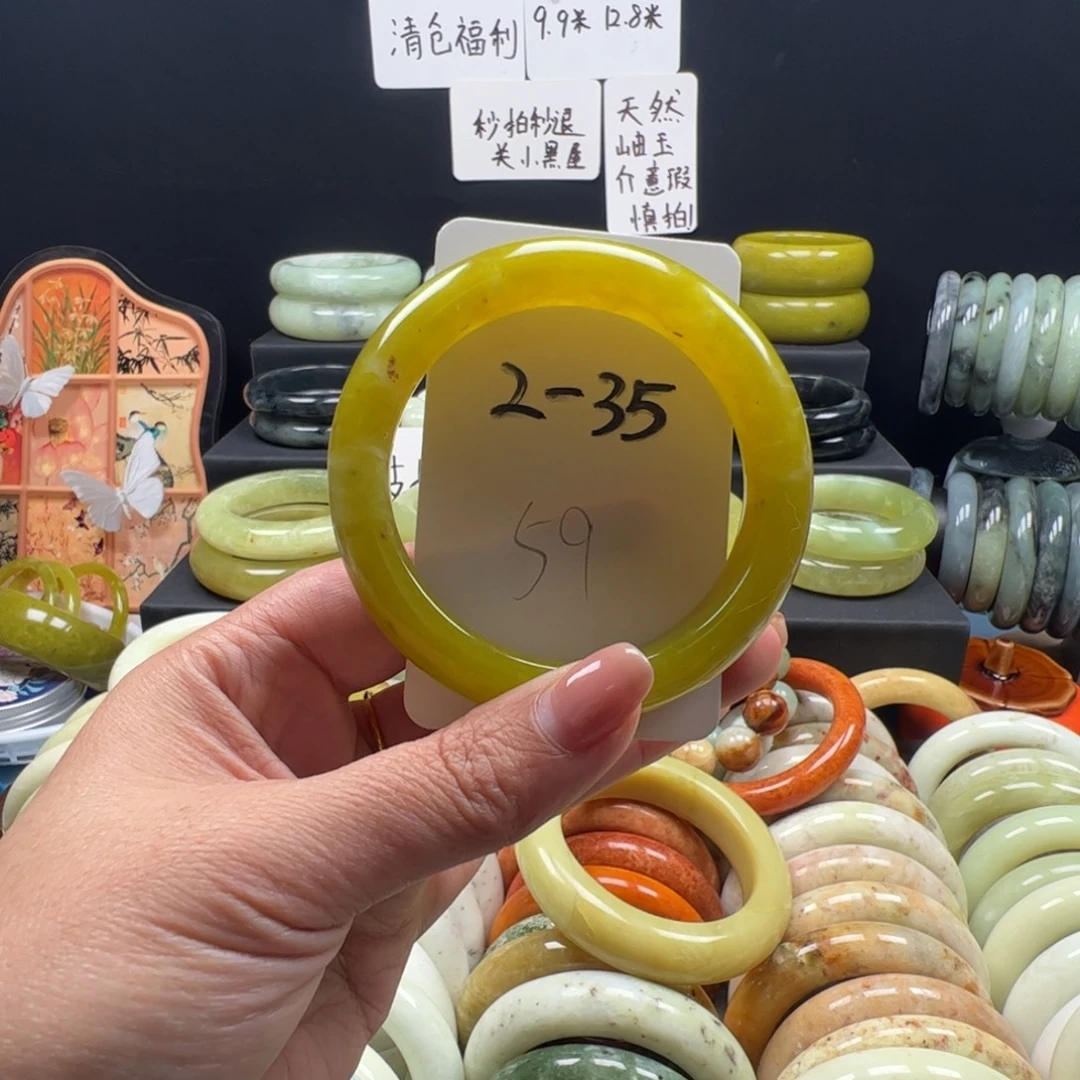 清仓福利
9.9米 12.8米
秒拍秒退
关小黑屋
天然
岫玉
介意瑕
慎拍!
2-35
59